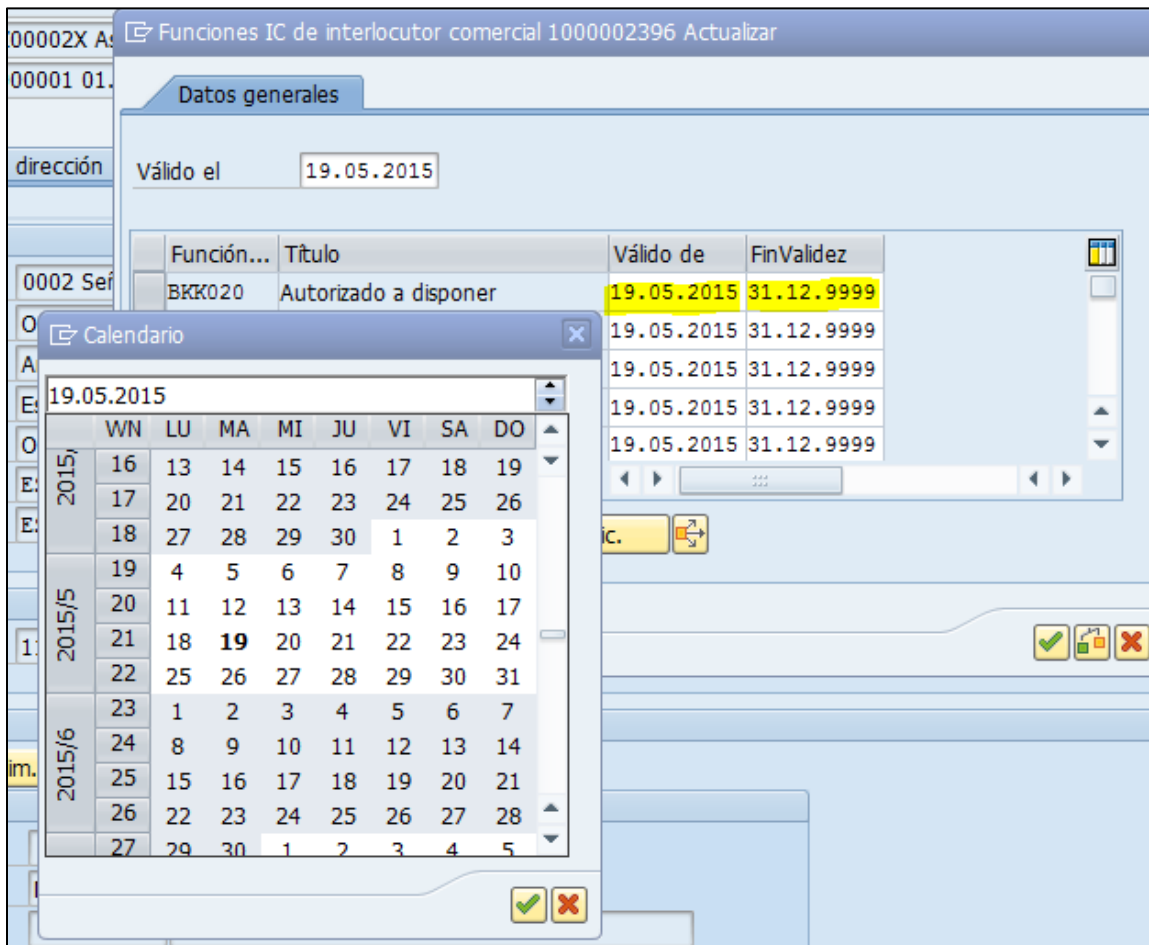 Funciones IC de interlocutor comercial 1000002396 Actualizar
00002X
00001 01.
Datos generales
dirección
Válido el 19.05.2015
Función... Título Válido de FinValidez
0002
BKK020 Autorizado a disponer 19.05.2015 31.12.9999
19.05.2015 31.12.9999
19.05.2015 31.12.9999
19.05.2015 31.12.9999
19.05.2015 31.12.9999
ic.
Calendario
19.05.2015
WN LU MA MI JU VI SA DO
2015/
16 13 14 15 16 17 18 19
17 20 21 22 23 24 25 26
18 27 28 29 30 1 2 3
2015/5
19 4 5 6 7 8 9 10
20 11 12 13 14 15 16 17
21 18 19 20 21 22 23 24
22 25 26 27 28 29 30 31
2015/6
23 1 2 3 4 5 6 7
24 8 9 10 11 12 13 14
25 15 16 17 18 19 20 21
26 22 23 24 25 26 27 28
27 29 30 1 2 3 4 5
im.